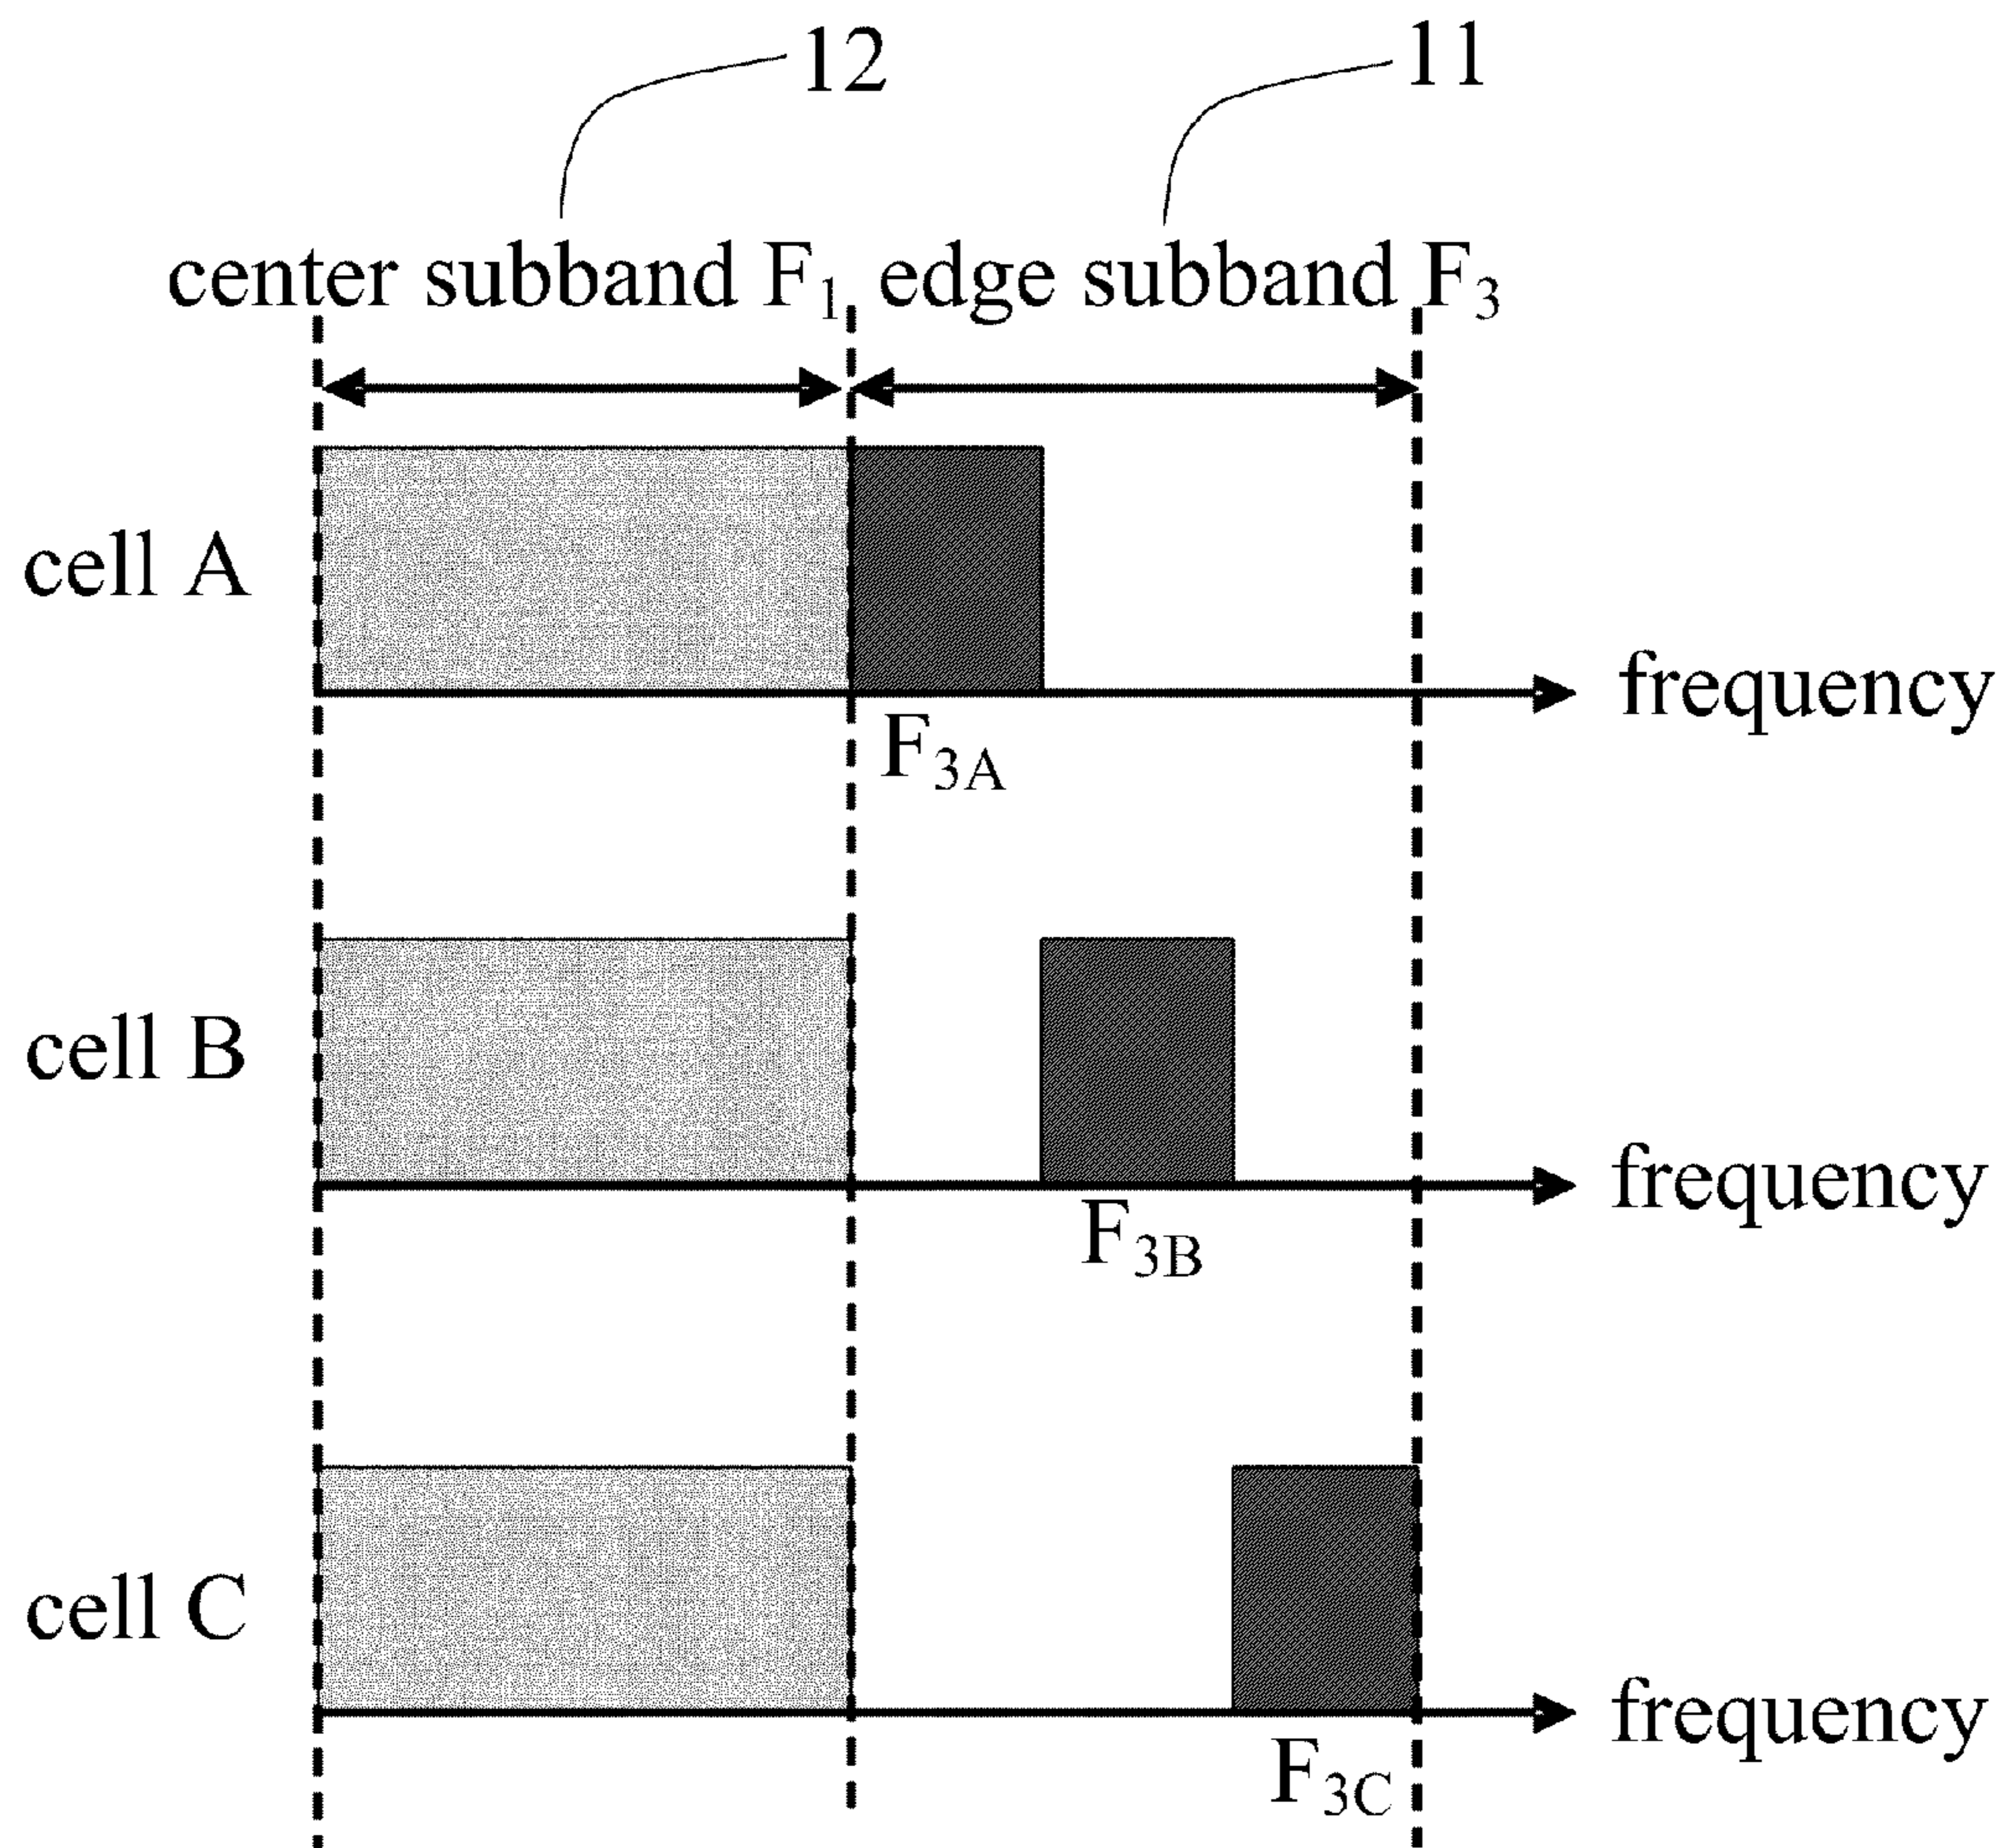 12 11
center subband F₁ edge subband F₃
cell A
frequency
F₃A
cell B
frequency
F₃B
cell C
frequency
F₃C